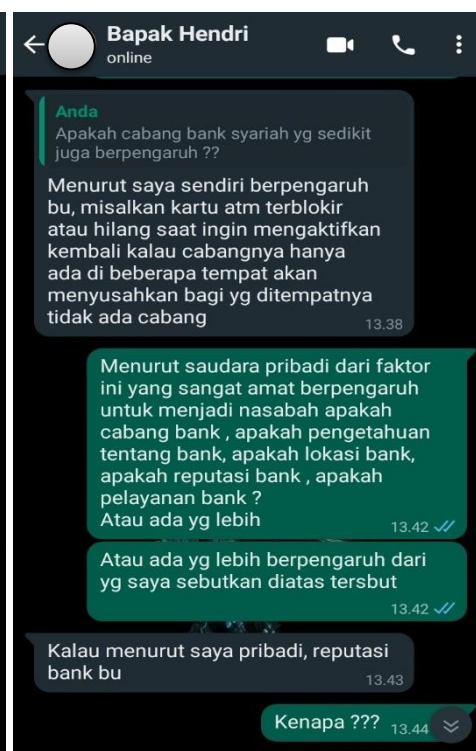 Bapak Hendri
online
Anda
Apakah cabang bank syariah yg sedikit
juga berpengaruh ??
Menurut saya sendiri berpengaruh
bu, misalkan kartu atm terblokir
atau hilang saat ingin mengaktifkan
kembali kalau cabangnya hanya
ada di beberapa tempat akan
menyusahkan bagi yg ditempatnya
tidak ada cabang
13.38
Menurut saudara pribadi dari faktor
ini yang sangat amat berpengaruh
untuk menjadi nasabah apakah
cabang bank , apakah pengetahuan
tentang bank, apakah lokasi bank,
apakah reputasi bank , apakah
pelayanan bank ?
Atau ada yg lebih
13.42
Atau ada yg lebih berpengaruh dari
yg saya sebutkan diatas tersbut
13.42
Kalau menurut saya pribadi, reputasi
bank bu
13.43
Kenapa ??? 13.44